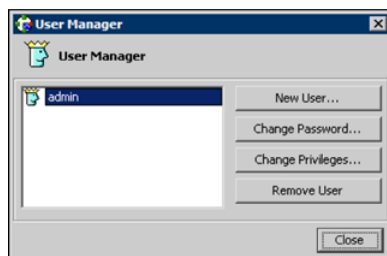 User Manager
User Manager
admin
New User...
Change Password...
Change Privileges...
Remove User
Close